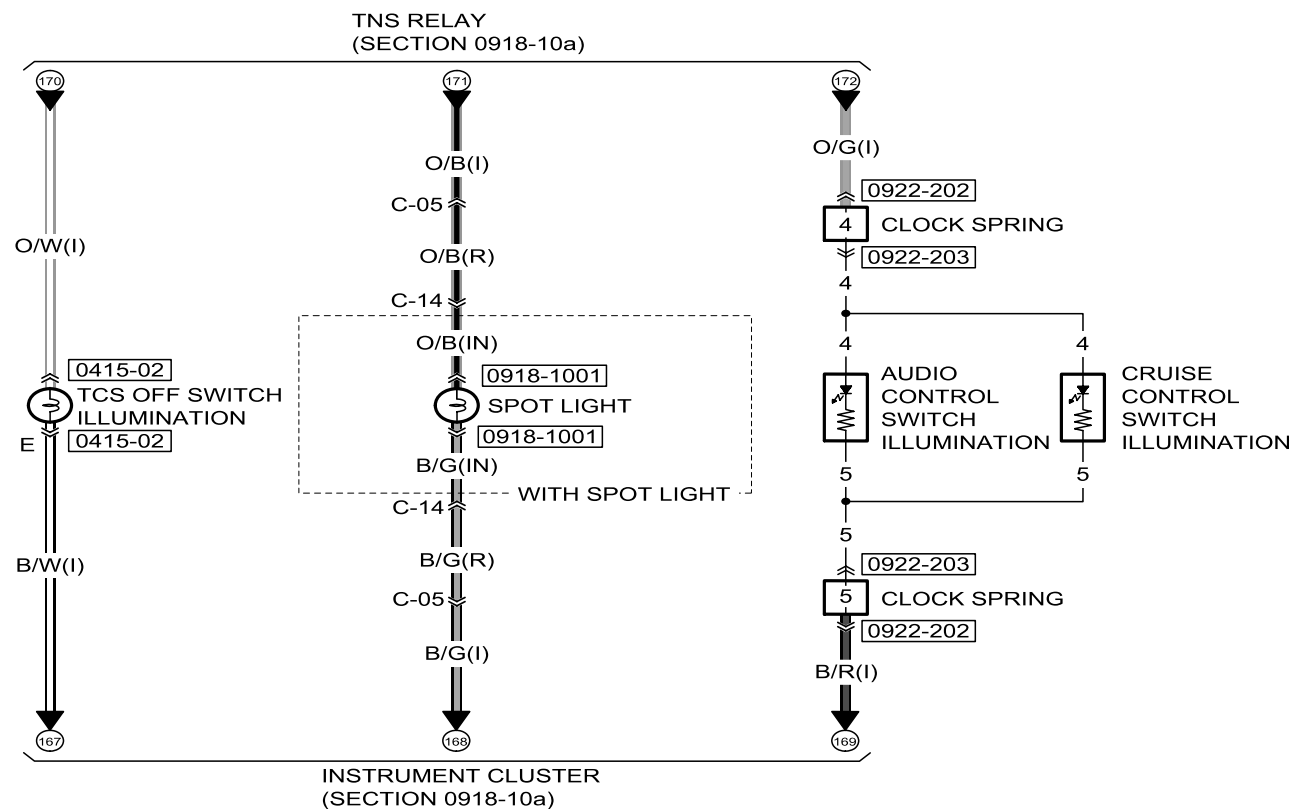 TNS RELAY
(SECTION 0918-10a)
170
171
172
O/G(I)
O/B(I)
0922-202
C-05
4
CLOCK SPRING
O/W(I)
O/B(R)
0922-203
4
C-14
O/B(IN)
4
4
0415-02
0918-1001
TCS OFF SWITCH
ILLUMINATION
SPOT LIGHT
AUDIO
CONTROL
SWITCH
ILLUMINATION
CRUISE
CONTROL
SWITCH
ILLUMINATION
E
0415-02
0918-1001
B/G(IN)
5
5
WITH SPOT LIGHT
C-14
5
B/W(I)
B/G(R)
0922-203
C-05
5
CLOCK SPRING
0922-202
B/G(I)
B/R(I)
167
168
169
INSTRUMENT CLUSTER
(SECTION 0918-10a)